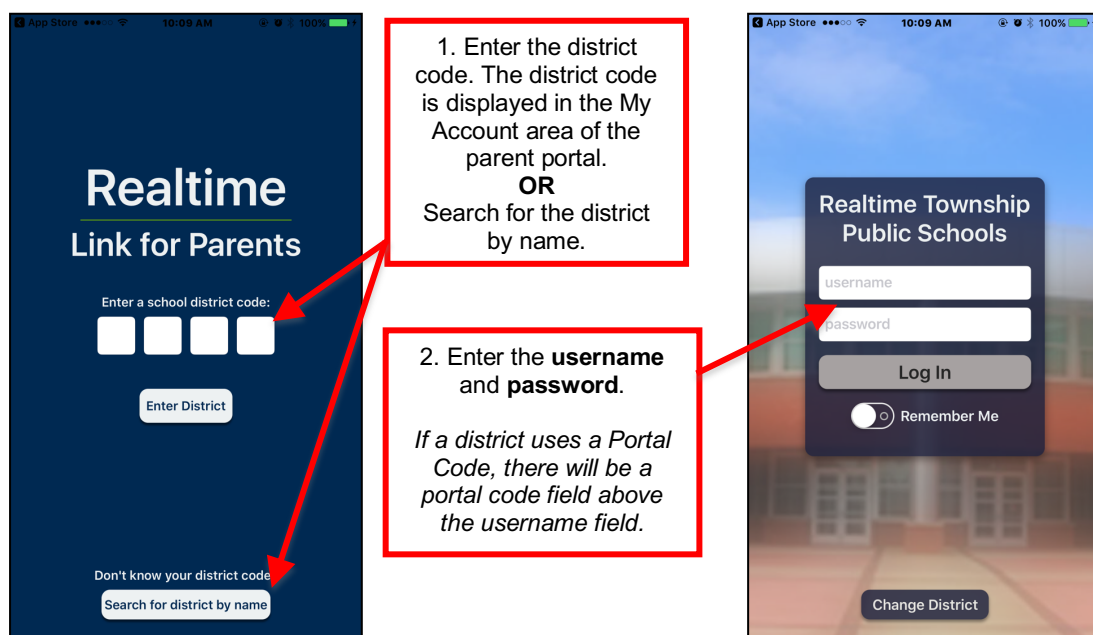 App Store 10:09 AM 100%
Realtime
Link for Parents
Enter a school district code:
Enter District
Don't know your district code
Search for district by name
1. Enter the district
code. The district code
is displayed in the My
Account area of the
parent portal.
OR
Search for the district
by name.
2. Enter the username
and password.
If a district uses a Portal
Code, there will be a
portal code field above
the username field.
App Store 10:09 AM 100%
Realtime Township
Public Schools
username
password
Log In
Remember Me
Change District